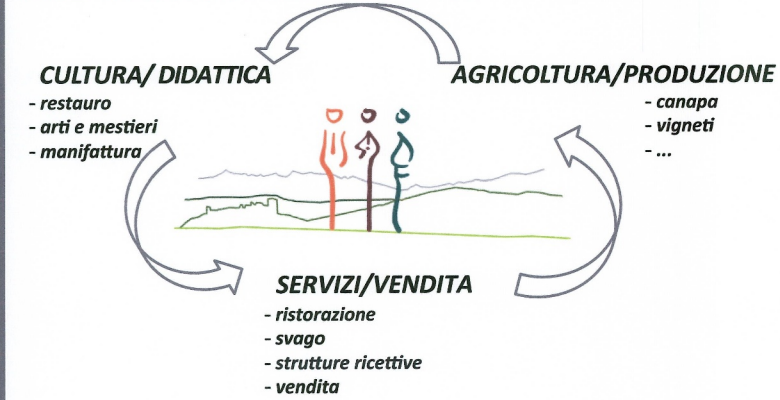 CULTURA/ DIDATTICA
- restauro
- arti e mestieri
- manifattura
AGRICOLTURA/PRODUZIONE
- canapa
- vigneti
- ...
SERVIZI/VENDITA
- ristorazione
- svago
- strutture ricettive
- vendita